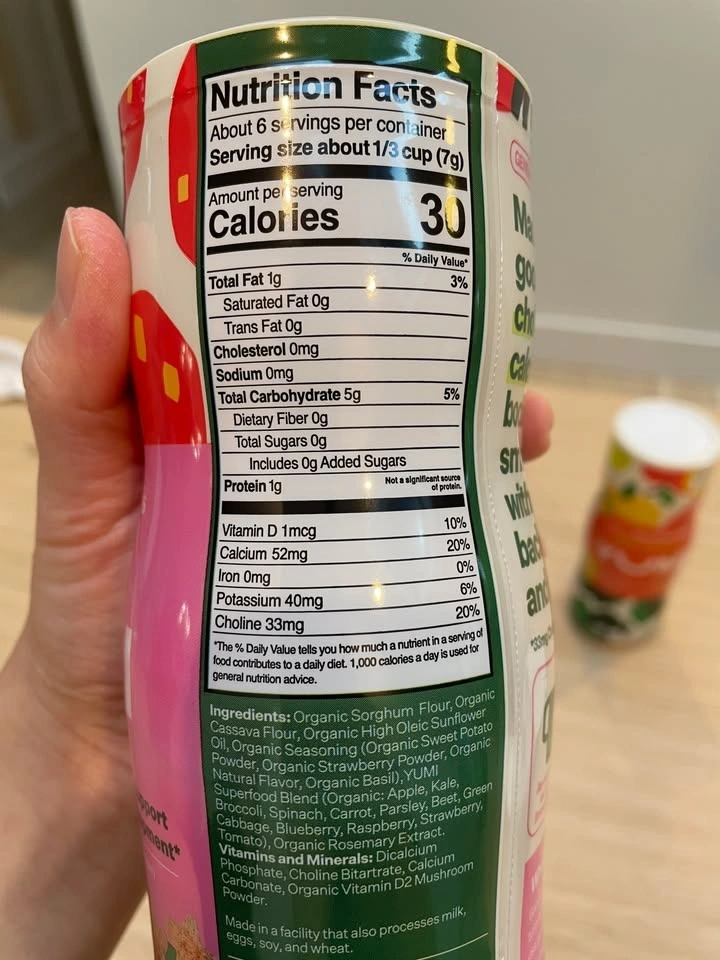 Nutrition Facts
About 6 servings per container
Serving size about 1/3 cup (7g)
Amount per serving
Calories 30
% Daily Value*
Total Fat 1g 3%
Saturated Fat 0g
Trans Fat 0g
Cholesterol 0mg
Sodium 0mg
Total Carbohydrate 5g 5%
Dietary Fiber 0g
Total Sugars 0g
Includes 0g Added Sugars
Protein 1g Not a significant source
of protein.
Vitamin D 1mcg 10%
Calcium 52mg 20%
Iron 0mg 0%
Potassium 40mg 6%
Choline 33mg 20%
*The % Daily Value tells you how much a nutrient in a serving of
food contributes to a daily diet. 1,000 calories a day is used for
general nutrition advice.
Ingredients: Organic Sorghum Flour, Organic
Cassava Flour, Organic High Oleic Sunflower
Oil, Organic Seasoning (Organic Sweet Potato
Powder, Organic Strawberry Powder, Organic
Natural Flavor, Organic Basil), YUMI
Superfood Blend (Organic: Apple, Kale,
Broccoli, Spinach, Carrot, Parsley, Beet, Green
Cabbage, Blueberry, Raspberry, Strawberry,
Tomato), Organic Rosemary Extract.
Vitamins and Minerals: Dicalcium
Phosphate, Choline Bitartrate, Calcium
Carbonate, Organic Vitamin D2 Mushroom
Powder.
Made in a facility that also processes milk,
eggs, soy, and wheat.
with
and